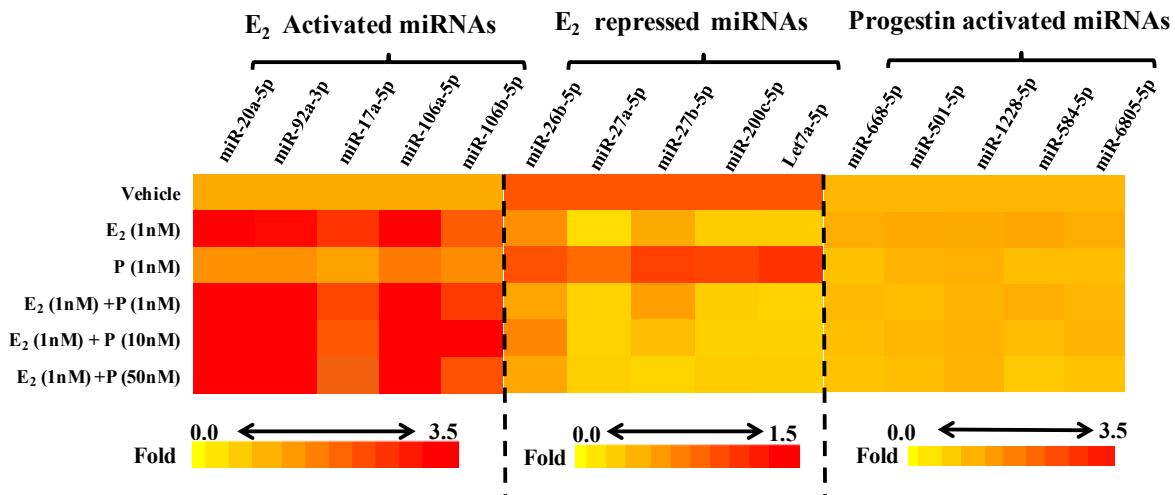 E₂ Activated miRNAs
E₂ repressed miRNAs
Progestin activated miRNAs
miR-20a-5p
miR-92a-3p
miR-17a-5p
miR-106a-5p
miR-106b-5p
miR-26b-5p
miR-27a-5p
miR-27b-5p
miR-200c-5p
Let7a-5p
miR-668-5p
miR-501-5p
miR-1228-5p
miR-584-5p
miR-6805-5p
Vehicle
E₂ (1nM)
P (1nM)
E₂ (1nM) +P (1nM)
E₂ (1nM) + P (10nM)
E₂ (1nM) +P (50nM)
0.0 3.5
Fold
0.0 1.5
Fold
0.0 3.5
Fold